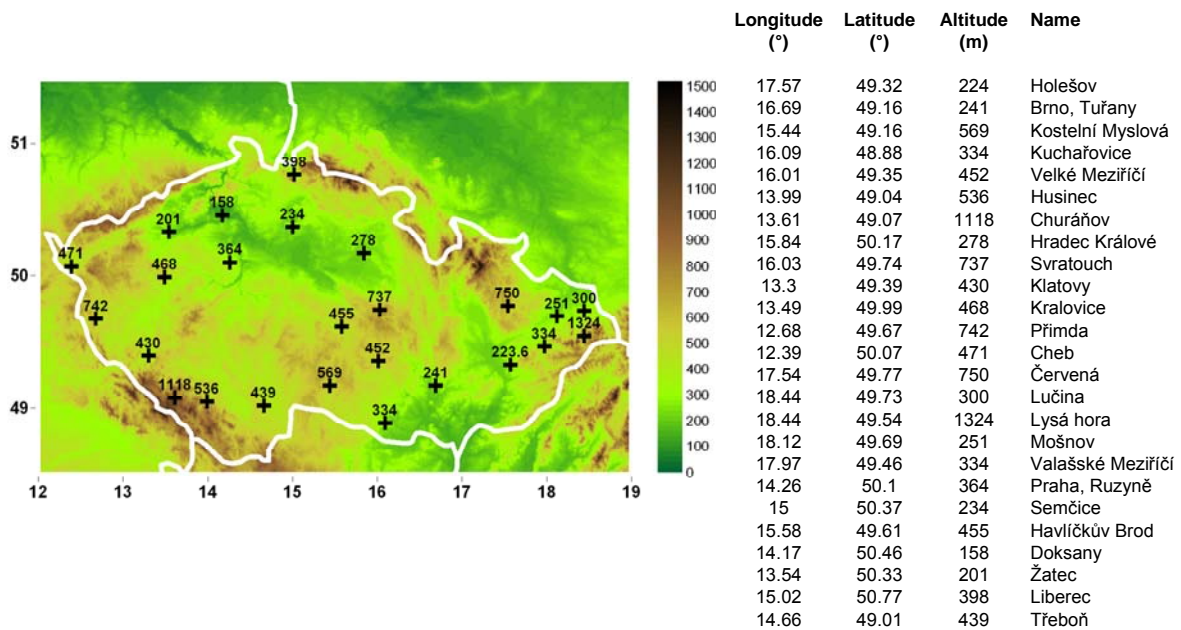 Longitude Latitude Altitude Name
(°) (°) (m)
17.57 49.32 224 Holešov
16.69 49.16 241 Brno, Tuřany
15.44 49.16 569 Kostelní Myslová
16.09 48.88 334 Kuchařovice
16.01 49.35 452 Velké Meziříčí
13.99 49.04 536 Husinec
13.61 49.07 1118 Churáňov
15.84 50.17 278 Hradec Králové
16.03 49.74 737 Svratouch
13.3 49.39 430 Klatovy
13.49 49.99 468 Kralovice
12.68 49.67 742 Přimda
12.39 50.07 471 Cheb
17.54 49.77 750 Červená
18.44 49.73 300 Lučina
18.44 49.54 1324 Lysá hora
18.12 49.69 251 Mošnov
17.97 49.46 334 Valašské Meziříčí
14.26 50.1 364 Praha, Ruzyně
15 50.37 234 Semčice
15.58 49.61 455 Havlíčkův Brod
14.17 50.46 158 Doksany
13.54 50.33 201 Žatec
15.02 50.77 398 Liberec
14.66 49.01 439 Třeboň
51
50
49
12 13 14 15 16 17 18 19
398
158
201
234
278
471
468
364
742
455
737
750
251
300
1324
334
430
452
223.6
569
241
1118
536
439
334
1500
1400
1300
1200
1100
1000
900
800
700
600
500
400
300
200
100
0